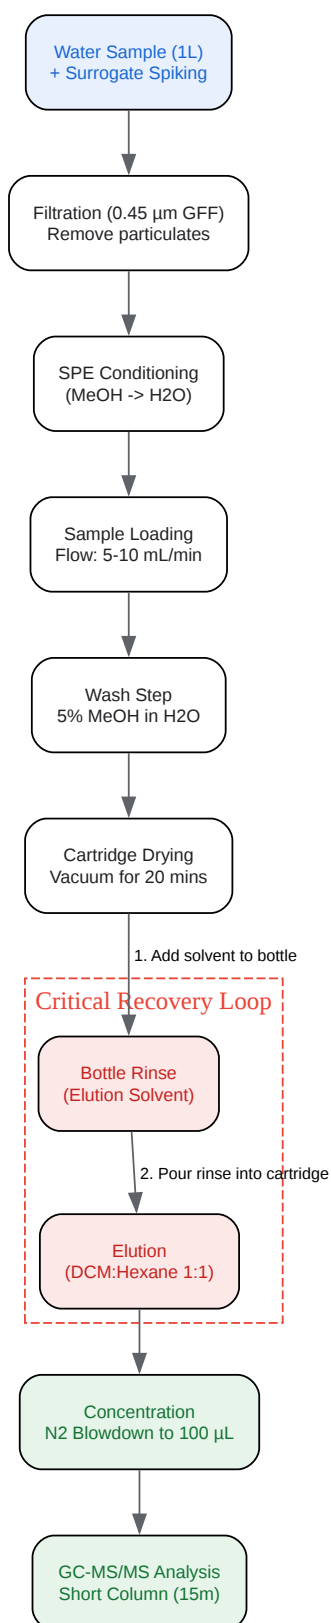 Water Sample (1L)
+ Surrogate Spiking
Filtration (0.45 µm GFF)
Remove particulates
SPE Conditioning
(MeOH -> H2O)
Sample Loading
Flow: 5-10 mL/min
Wash Step
5% MeOH in H2O
Cartridge Drying
Vacuum for 20 mins
1. Add solvent to bottle
Critical Recovery Loop
Bottle Rinse
(Elution Solvent)
2. Pour rinse into cartridge
Elution
(DCM:Hexane 1:1)
Concentration
N2 Blowdown to 100 µL
GC-MS/MS Analysis
Short Column (15m)